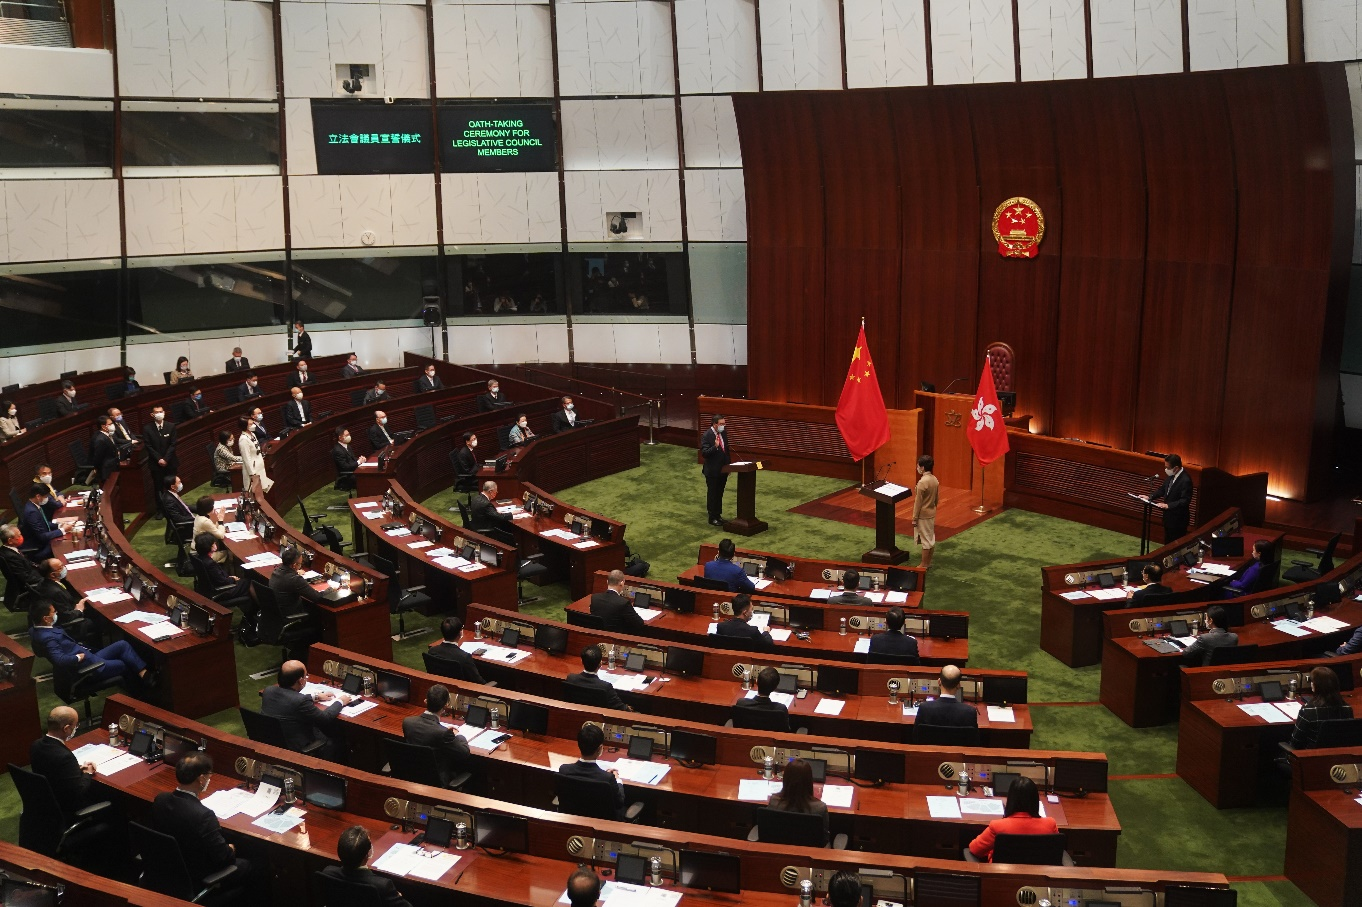 立法會議員宣誓儀式
OATH-TAKING
CEREMONY FOR
LEGISLATIVE COUNCIL
MEMBERS